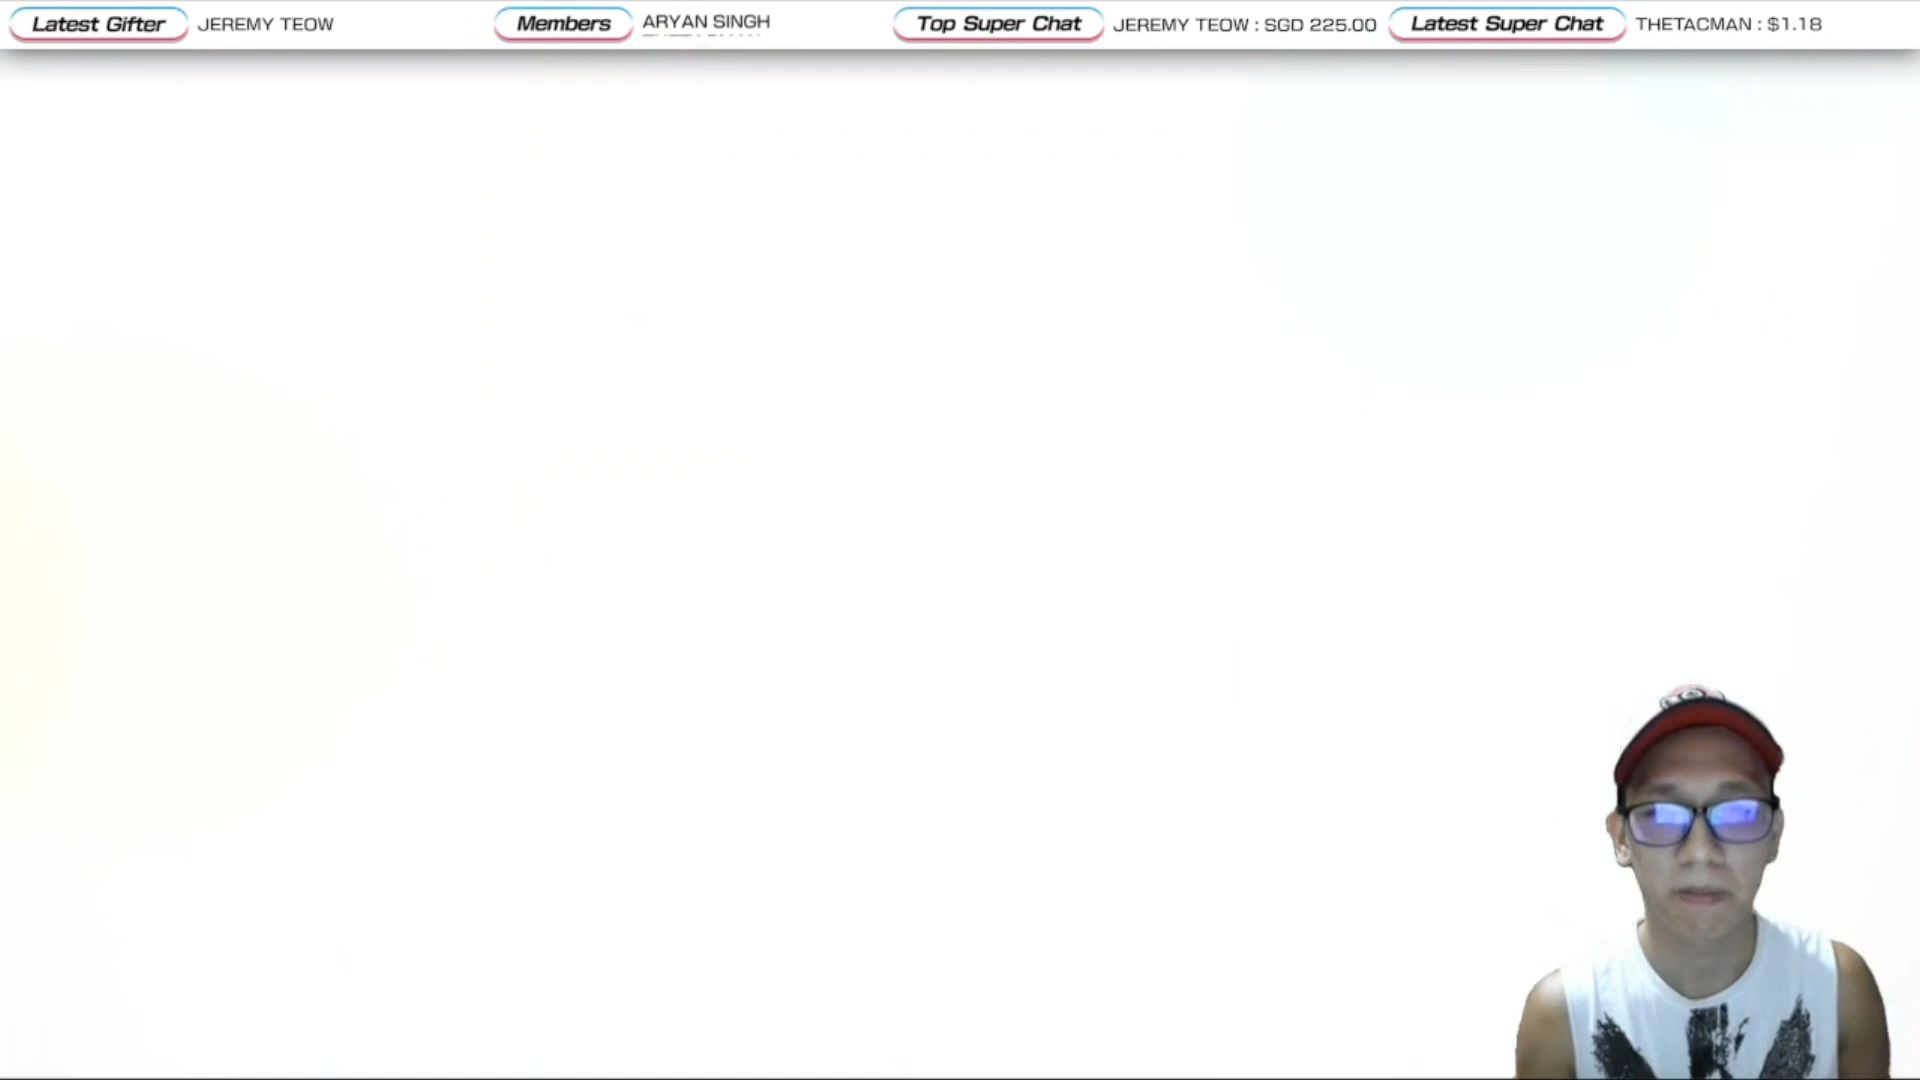 Latest Gifter JEREMY TEOW Members ARYAN SINGH Top Super Chat JEREMY TEOW : SGD 225.00 Latest Super Chat THETACMAN : $1.18